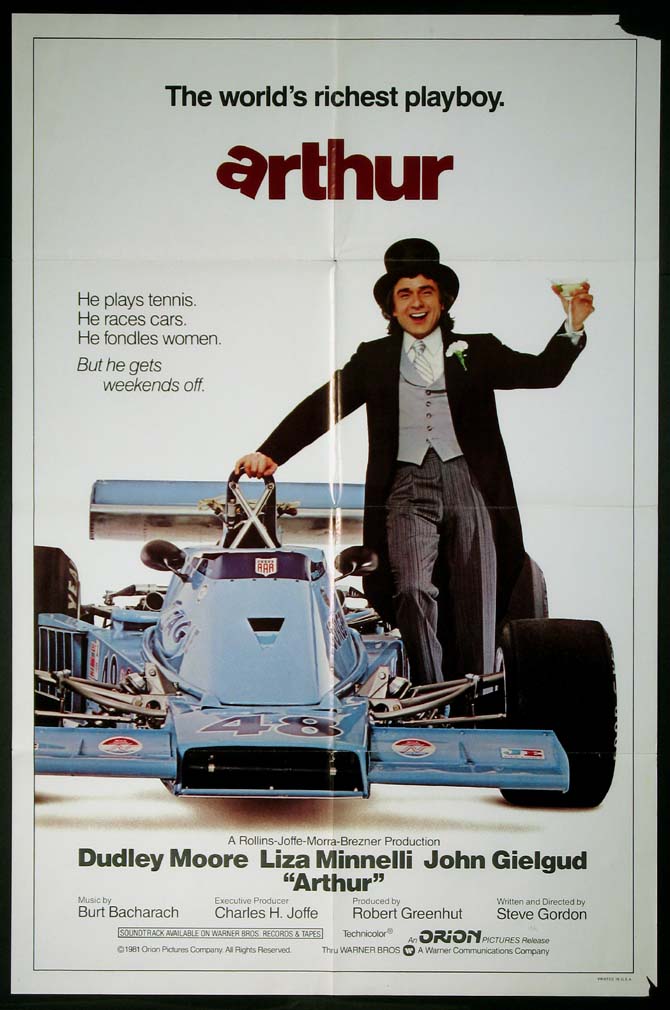 The world's richest playboy.
arthur
He plays tennis.
He races cars.
He fondles women.
But he gets
weekends off.
48
A Rollins-Joffe-Morra-Brezner Production
Dudley Moore Liza Minnelli John Gielgud
"Arthur"
Music by
Burt Bacharach
Executive Producer
Charles H. Joffe
Produced by
Robert Greenhut
Written and Directed by
Steve Gordon
SOUNDTRACK AVAILABLE ON WARNER BROS. RECORDS & TAPES
Technicolor®
An ORION PICTURES Release
©1981 Orion Pictures Company. All Rights Reserved.
Thru WARNER BROS A Warner Communications Company
PRINTED IN U.S.A.